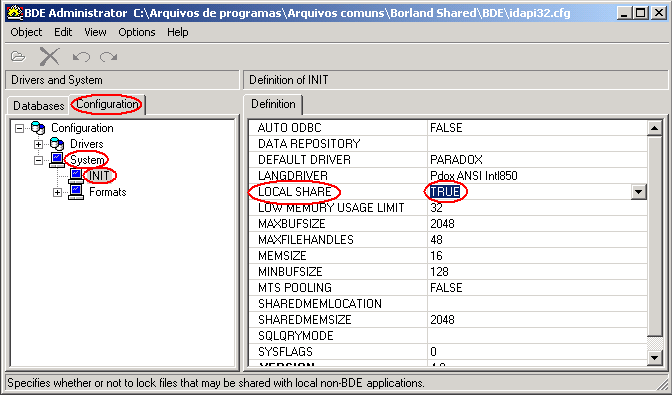 BDE Administrator C:\Arquivos de programas\Arquivos comuns\Borland Shared\BDE\idapi32.cfg
Object Edit View Options Help
Drivers and System
Definition of INIT
Databases Configuration
Definition
Configuration
Drivers
System
INIT
Formats
AUTO ODBC FALSE
DATA REPOSITORY
DEFAULT DRIVER PARADOX
LANGDRIVER Pdox ANSI Intl850
LOCAL SHARE TRUE
LOW MEMORY USAGE LIMIT 32
MAXBUFSIZE 2048
MAXFILEHANDLES 48
MEMSIZE 16
MINBUFSIZE 128
MTS POOLING FALSE
SHAREDMEMLOCATION
SHAREDMEMSIZE 2048
SQLQRYMODE
SYSFLAGS 0
VERSION 4.0
Specifies whether or not to lock files that may be shared with local non-BDE applications.